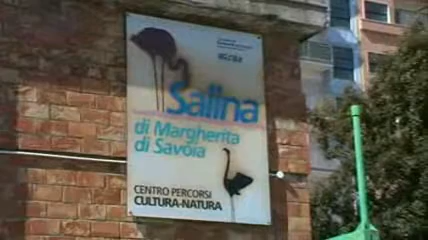 Salina
di Margherita
di Savoia
CENTRO PERCORSI
CULTURA-NATURA